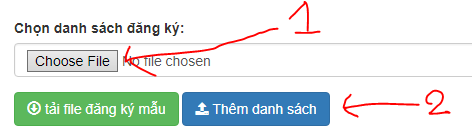 Chọn danh sách đăng ký:
1
Choose File No file chosen
tải file đăng ký mẫu Thêm danh sách
2